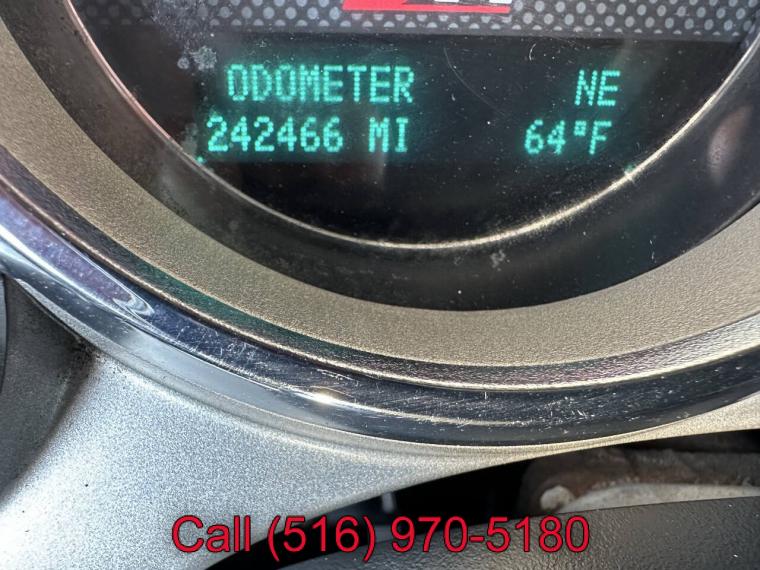 ODOMETER NE
242466 MI 64°F
Call (516) 970-5180